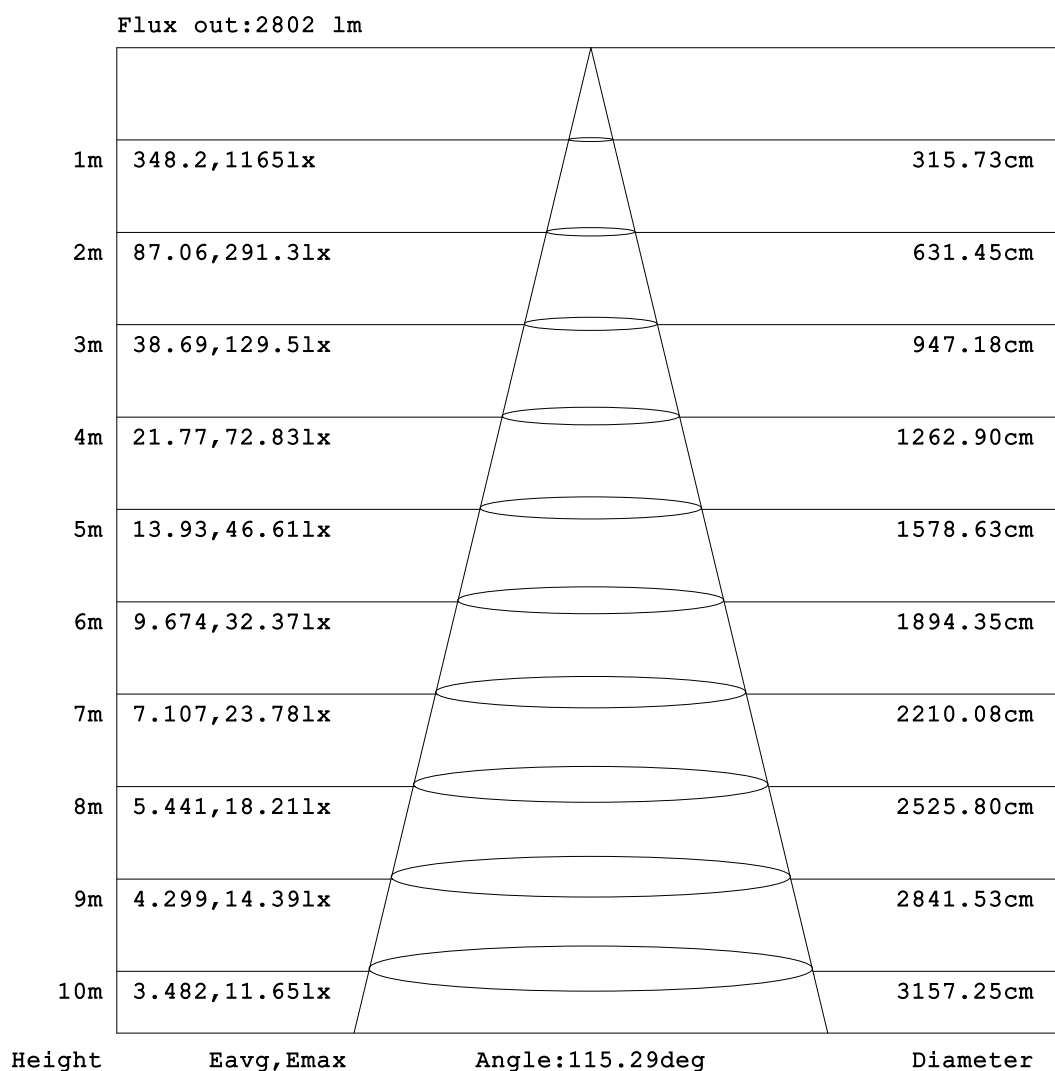 Flux out:2802 lm
1m 348.2,1165lx 315.73cm
2m 87.06,291.3lx 631.45cm
3m 38.69,129.5lx 947.18cm
4m 21.77,72.83lx 1262.90cm
5m 13.93,46.61lx 1578.63cm
6m 9.674,32.37lx 1894.35cm
7m 7.107,23.78lx 2210.08cm
8m 5.441,18.21lx 2525.80cm
9m 4.299,14.39lx 2841.53cm
10m 3.482,11.65lx 3157.25cm
Height Eavg,Emax Angle:115.29deg Diameter